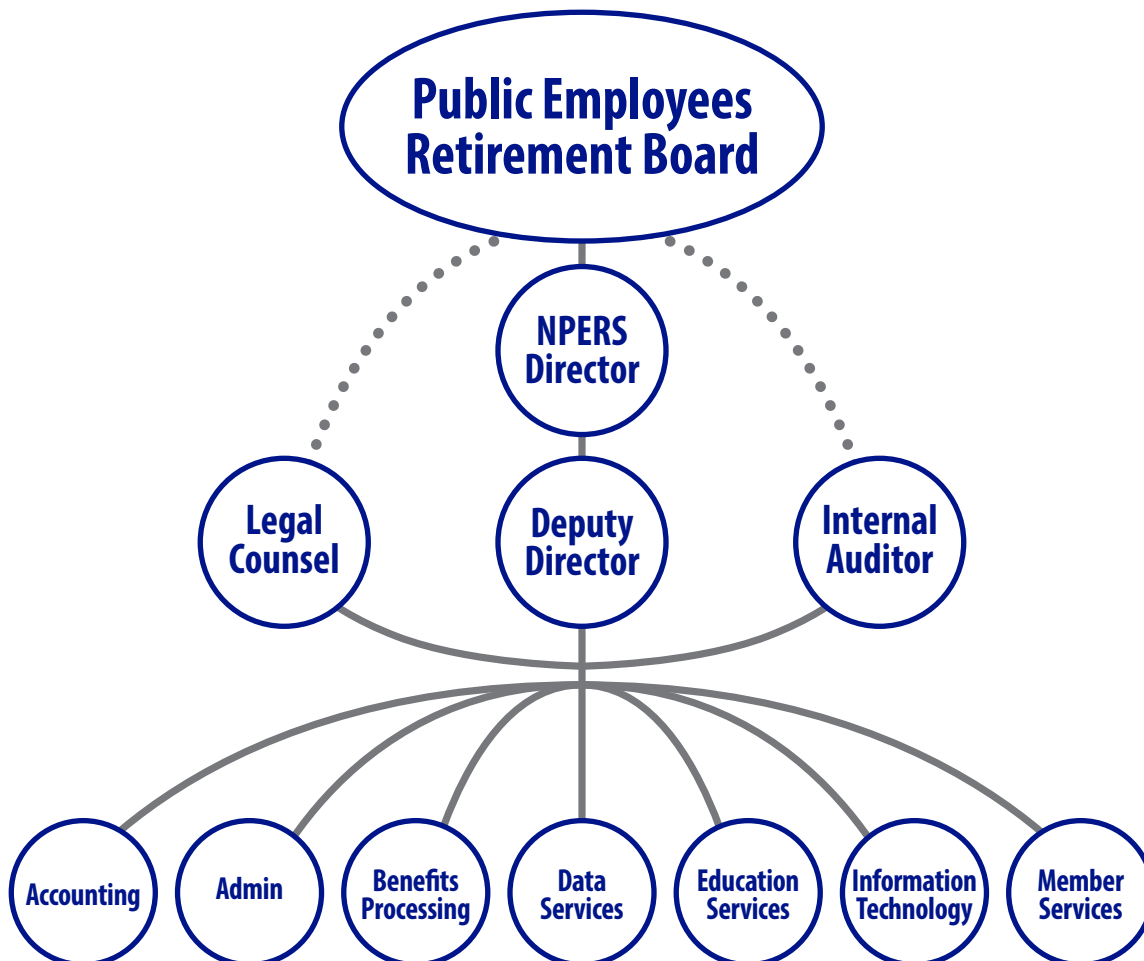 Public Employees
Retirement Board
NPERS
Director
Legal
Counsel
Deputy
Director
Internal
Auditor
Accounting
Admin
Benefits
Processing
Data
Services
Education
Services
Information
Technology
Member
Services